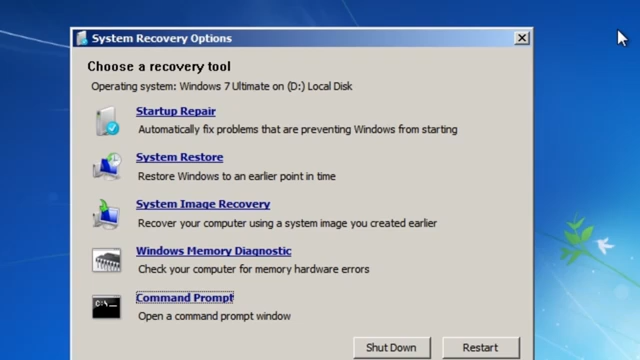 System Recovery Options
Choose a recovery tool
Operating system: Windows 7 Ultimate on (D:) Local Disk
Startup Repair
Automatically fix problems that are preventing Windows from starting
System Restore
Restore Windows to an earlier point in time
System Image Recovery
Recover your computer using a system image you created earlier
Windows Memory Diagnostic
Check your computer for memory hardware errors
C:\
Command Prompt
Open a command prompt window
Shut Down Restart